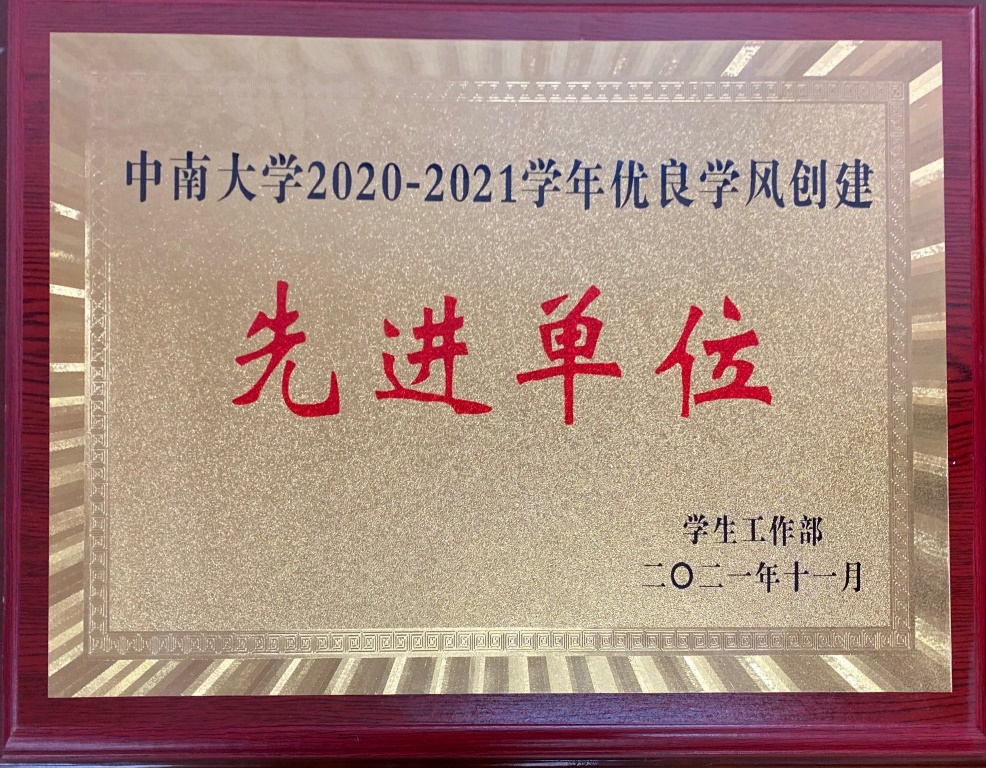 中南大学2020-2021学年优良学风创建
先进单位
学生工作部
二〇二一年十一月